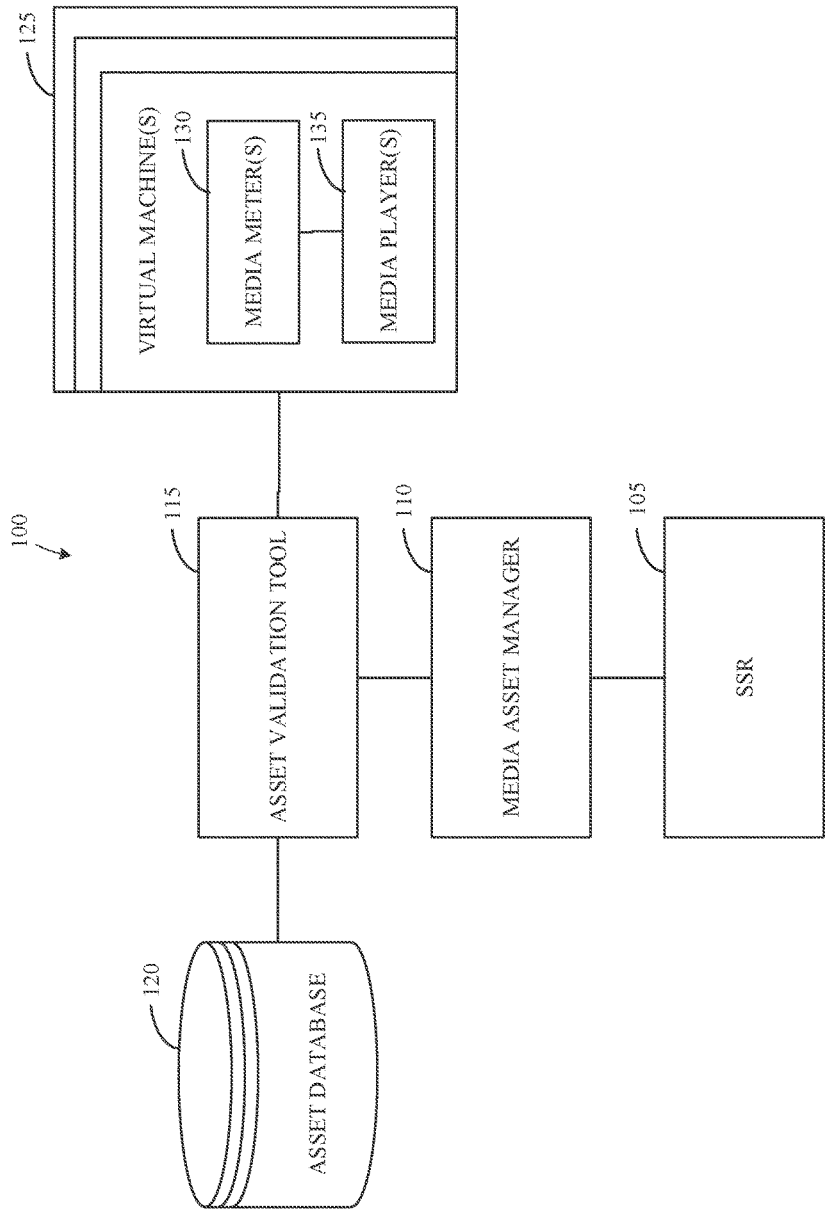 100
120
ASSET DATABASE
115
ASSET VALIDATION TOOL
110
MEDIA ASSET MANAGER
105
SSR
125
VIRTUAL MACHINE(S)
130
MEDIA METER(S)
135
MEDIA PLAYER(S)